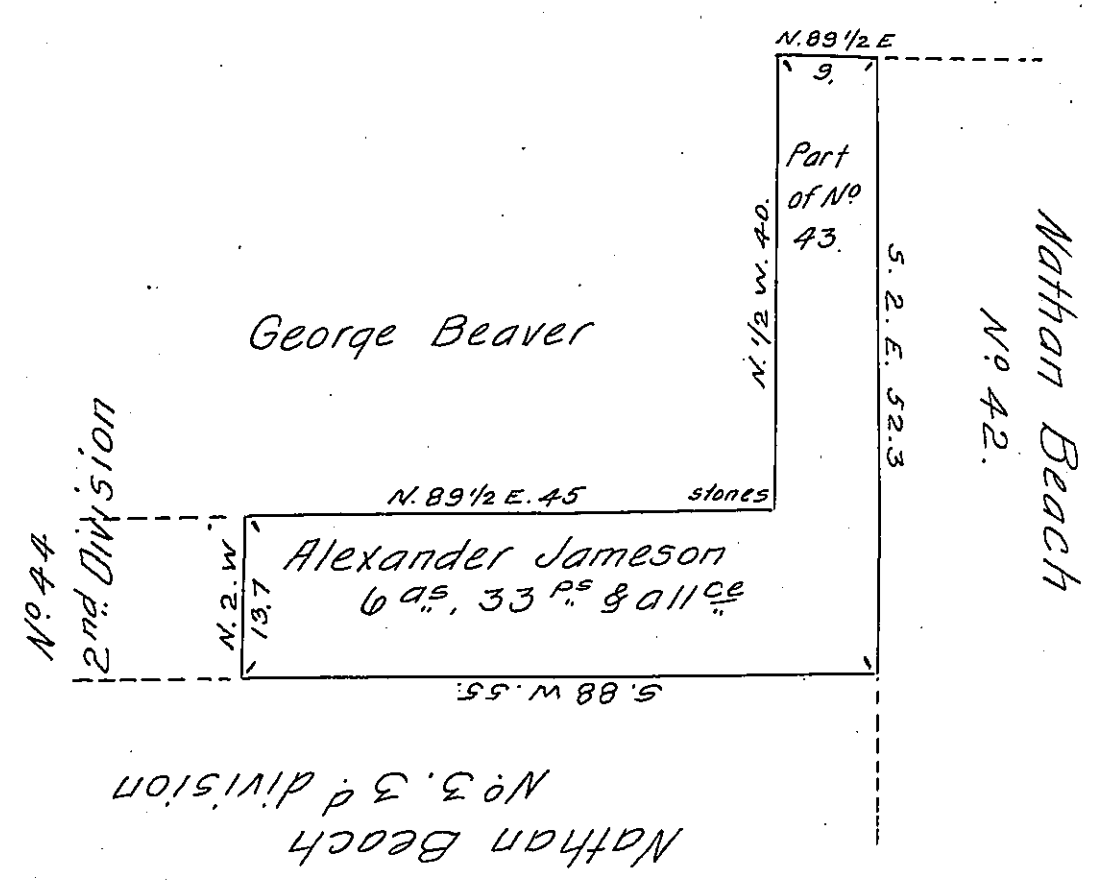 N. 89 1/2 E
9.
Part
of Nº
43.
N. 1/2 W. 40.
S. 2. E. 52.3
Nathan Beach
Nº 42.
George Beaver
N. 89 1/2 E. 45
stones
Nº 44
2nd Division
N. 2. W
13.7
Alexander Jameson
6 as, 33 ps & allce
S. 88 W. 55.
Nathan Beach
Nº 3. 3d division